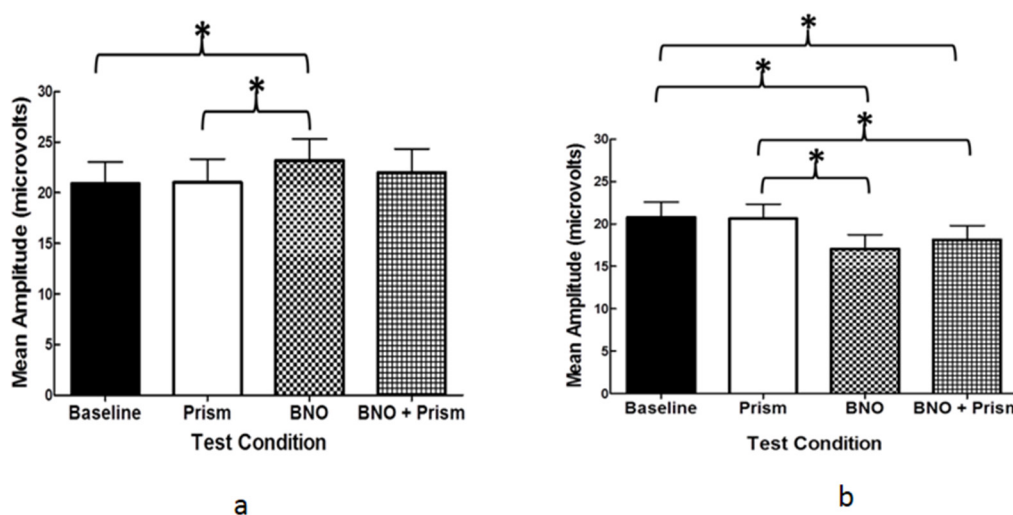 *
*
30
25
20
15
10
5
0
Mean Amplitude (microvolts)
Baseline Prism BNO BNO + Prism
Test Condition
a
*
*
*
*
30
25
20
15
10
5
0
Mean Amplitude (microvolts)
Baseline Prism BNO BNO + Prism
Test Condition
b